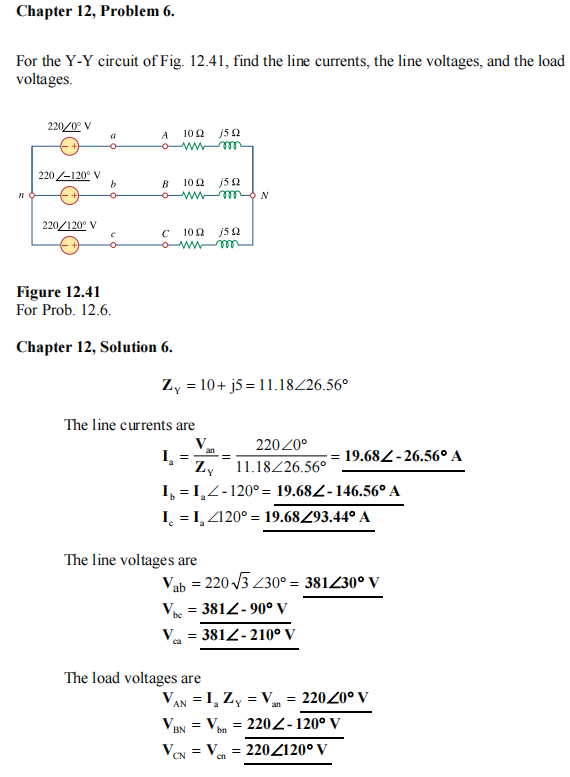 Chapter 12, Problem 6.
For the Y-Y circuit of Fig. 12.41, find the line currents, the line voltages, and the load
voltages.
220∠0° V
a
A
10 Ω
j5 Ω
220∠–120° V
b
B
10 Ω
j5 Ω
n
N
220∠120° V
c
C
10 Ω
j5 Ω
Figure 12.41
For Prob. 12.6.
Chapter 12, Solution 6.
Z_Y = 10 + j5 = 11.18∠26.56°
The line currents are
I_a = V_an / Z_Y = 220∠0° / 11.18∠26.56° = 19.68∠-26.56° A
I_b = I_a∠-120° = 19.68∠-146.56° A
I_c = I_a∠120° = 19.68∠93.44° A
The line voltages are
V_ab = 220√3∠30° = 381∠30° V
V_bc = 381∠-90° V
V_ca = 381∠-210° V
The load voltages are
V_AN = I_a Z_Y = V_an = 220∠0° V
V_BN = V_bn = 220∠-120° V
V_CN = V_cn = 220∠120° V